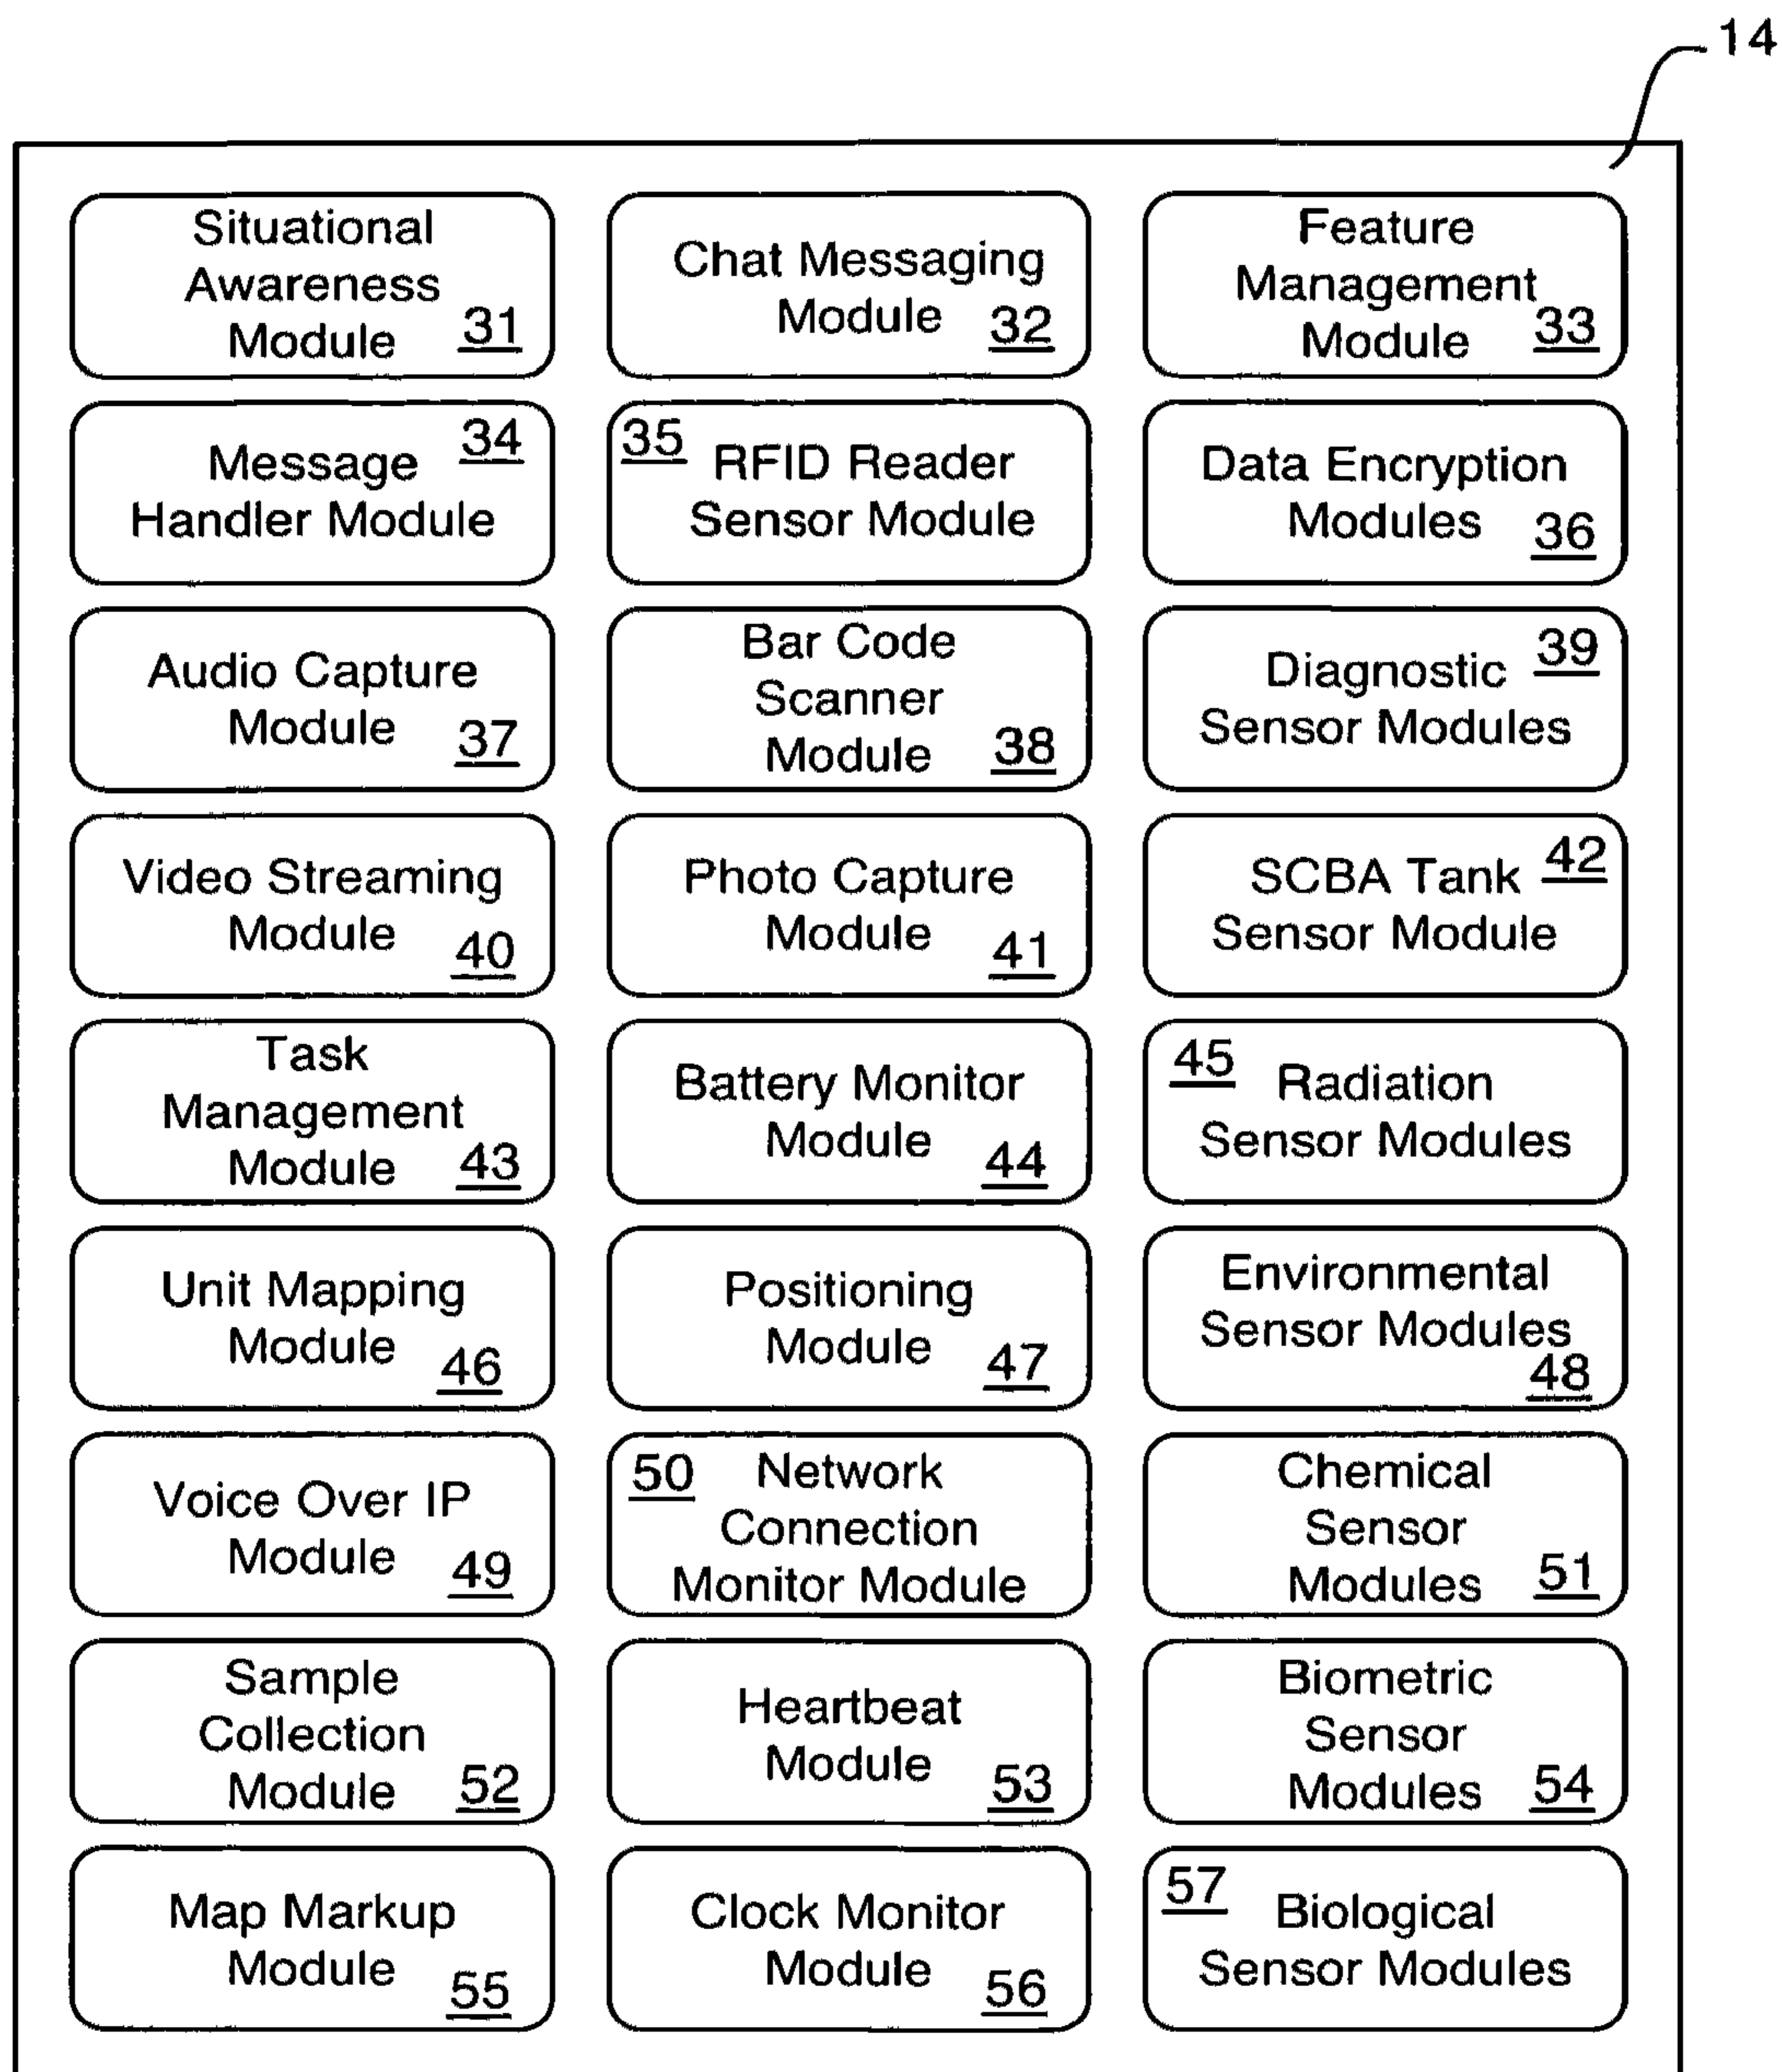 14
Situational
Awareness
Module 31
Chat Messaging
Module 32
Feature
Management
Module 33
Message 34
Handler Module
35 RFID Reader
Sensor Module
Data Encryption
Modules 36
Audio Capture
Module 37
Bar Code
Scanner
Module 38
Diagnostic 39
Sensor Modules
Video Streaming
Module 40
Photo Capture
Module 41
SCBA Tank 42
Sensor Module
Task
Management
Module 43
Battery Monitor
Module 44
45 Radiation
Sensor Modules
Unit Mapping
Module 46
Positioning
Module 47
Environmental
Sensor Modules
48
Voice Over IP
Module 49
50 Network
Connection
Monitor Module
Chemical
Sensor
Modules 51
Sample
Collection
Module 52
Heartbeat
Module 53
Biometric
Sensor
Modules 54
Map Markup
Module 55
Clock Monitor
Module 56
57 Biological
Sensor Modules